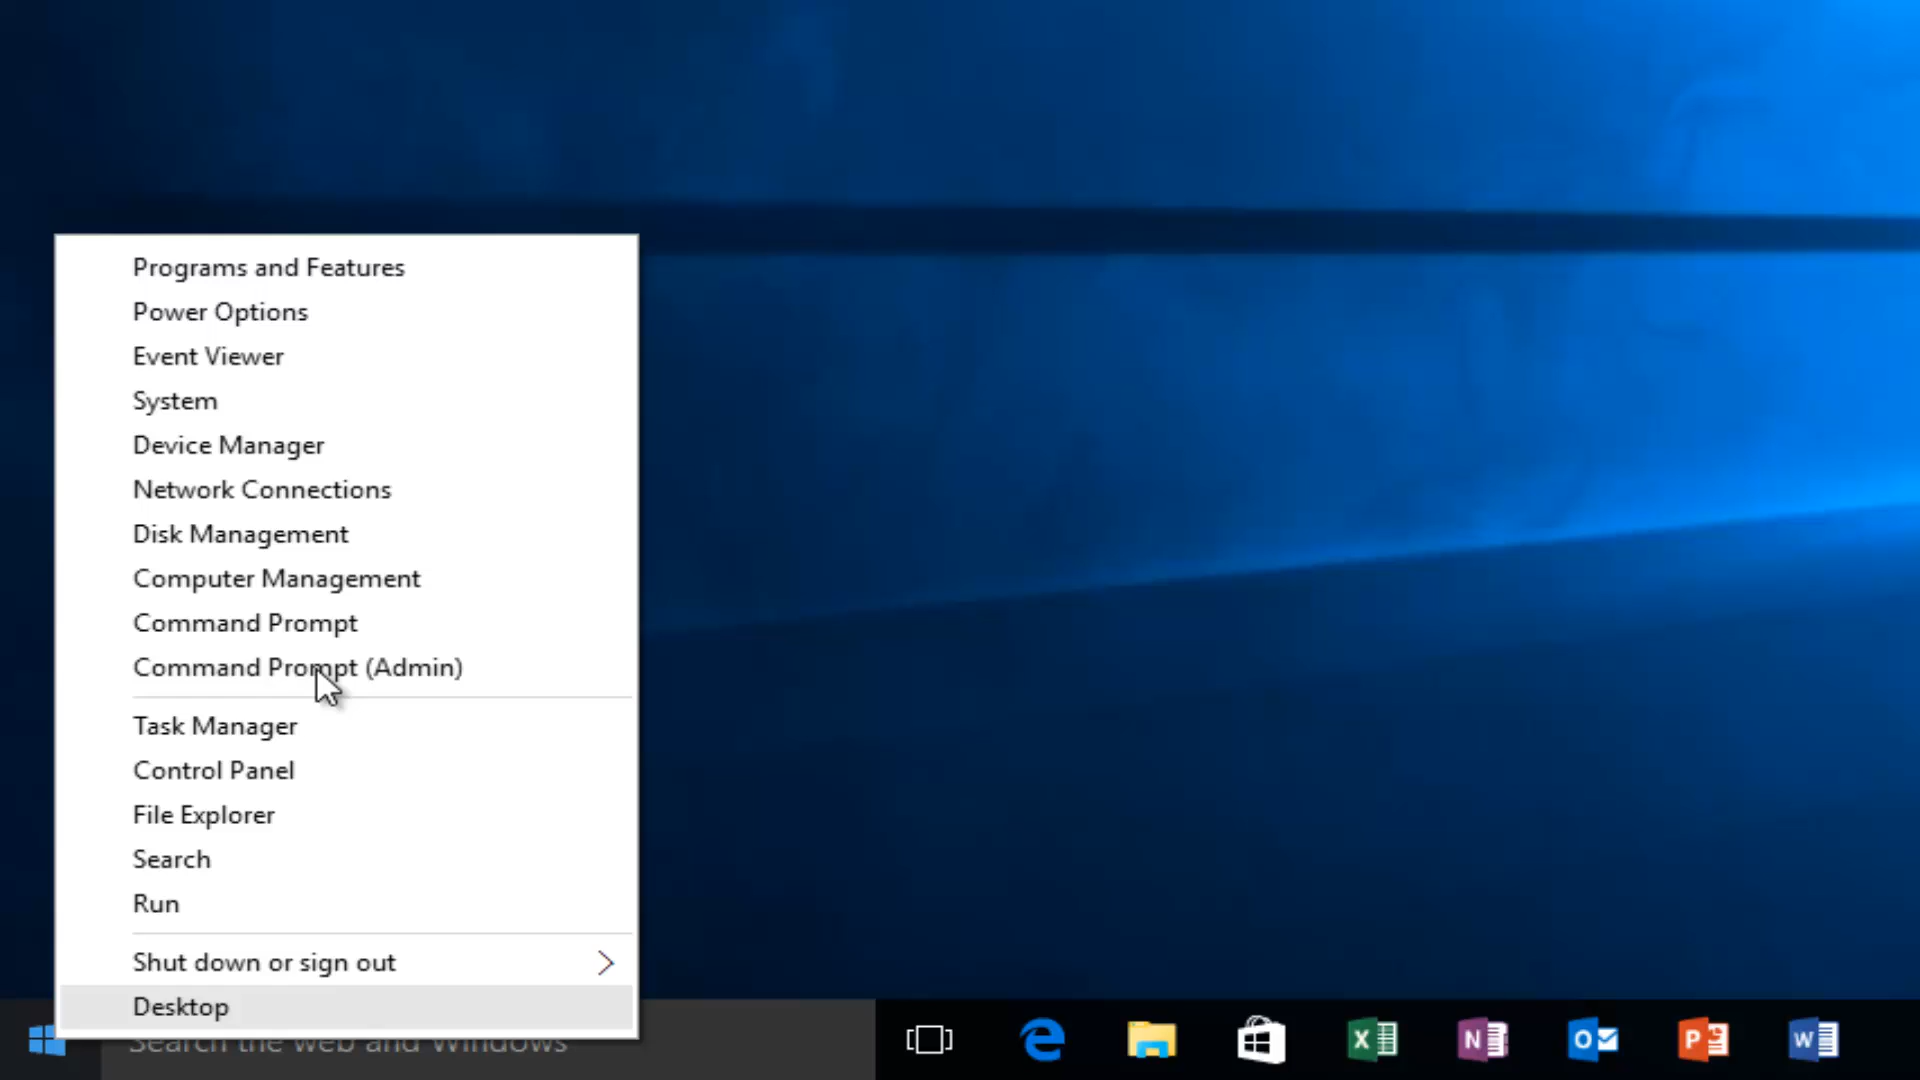 Programs and Features
Power Options
Event Viewer
System
Device Manager
Network Connections
Disk Management
Computer Management
Command Prompt
Command Prompt (Admin)
Task Manager
Control Panel
File Explorer
Search
Run
Shut down or sign out
Desktop
Search the web and Windows
X N O P W